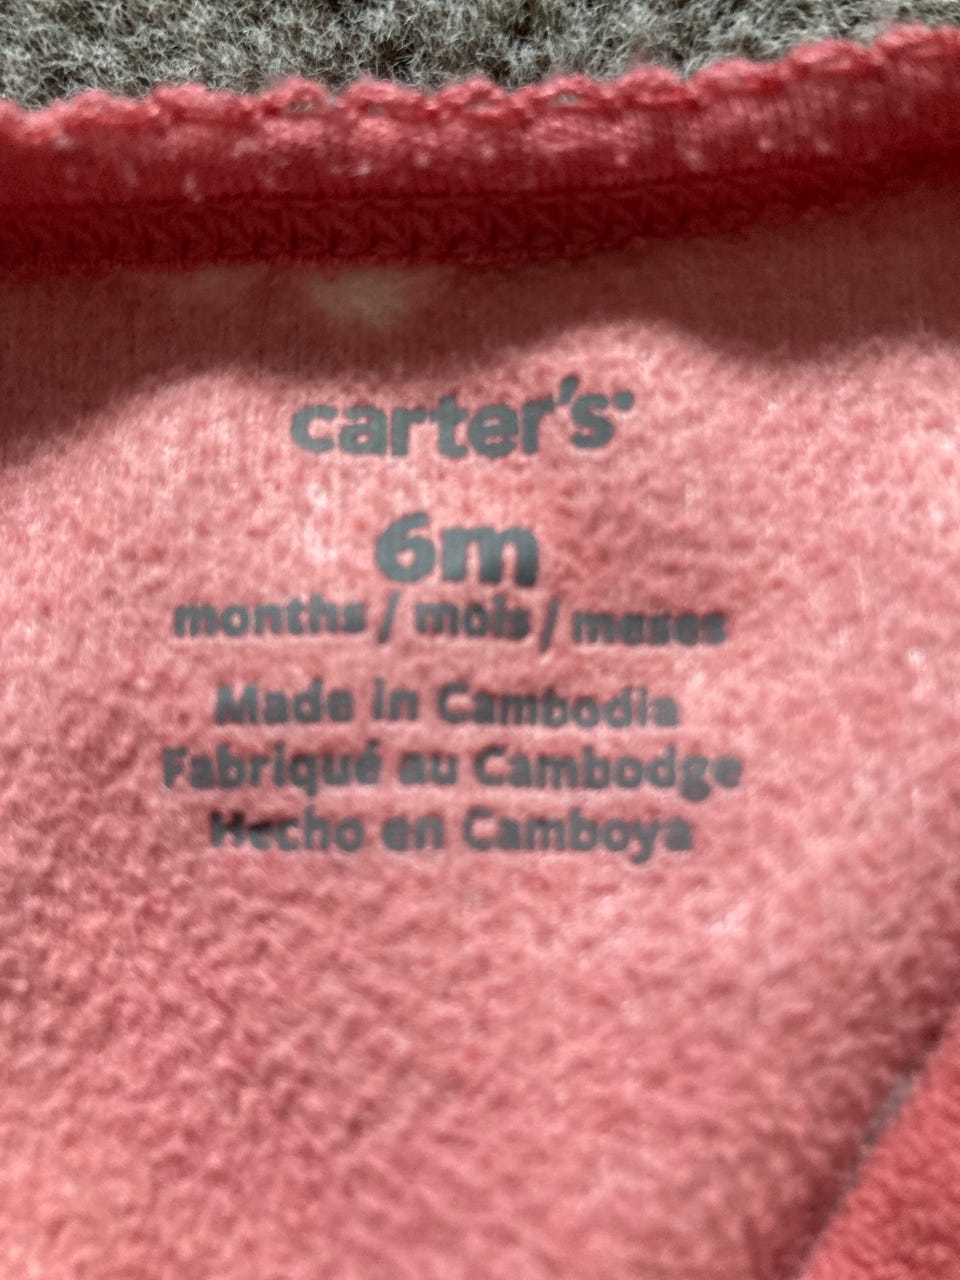 carter's
6m
months / mois / meses
Made in Cambodia
Fabriqué au Cambodge
Hecho en Camboya